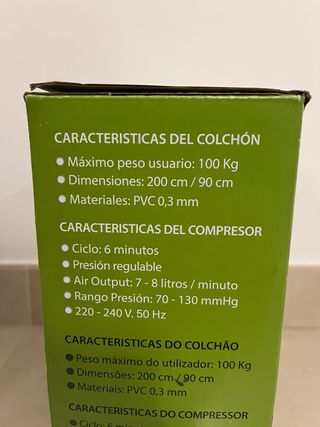 CARACTERISTICAS DEL COLCHÓN
Máximo peso usuario: 100 Kg
Dimensiones: 200 cm / 90 cm
Materiales: PVC 0,3 mm
CARACTERISTICAS DEL COMPRESOR
Ciclo: 6 minutos
Presión regulable
Air Output: 7 - 8 litros / minuto
Rango Presión: 70 - 130 mmHg
220 - 240 V. 50 Hz
CARACTERISTICAS DO COLCHÃO
Peso máximo do utilizador: 100 Kg
Dimensões: 200 cm / 90 cm
Materiais: PVC 0,3 mm
CARACTERISTICAS DO COMPRESSOR
Ciclo: 6